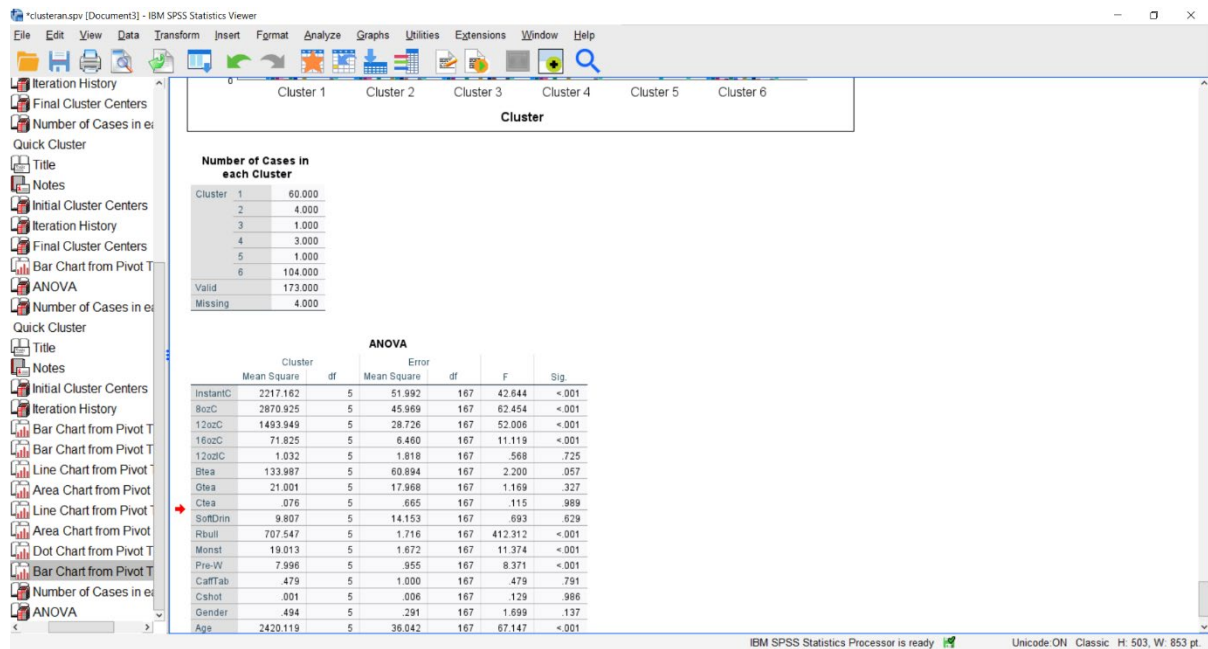 *clusteran.spv [Document3] - IBM SPSS Statistics Viewer
File Edit View Data Transform Insert Format Analyze Graphs Utilities Extensions Window Help
Iteration History
Final Cluster Centers
Number of Cases in ea
Quick Cluster
Title
Notes
Initial Cluster Centers
Iteration History
Final Cluster Centers
Bar Chart from Pivot T
ANOVA
Number of Cases in ea
Quick Cluster
Title
Notes
Initial Cluster Centers
Iteration History
Bar Chart from Pivot T
Bar Chart from Pivot T
Line Chart from Pivot T
Area Chart from Pivot
Line Chart from Pivot T
Area Chart from Pivot
Dot Chart from Pivot T
Bar Chart from Pivot T
Number of Cases in ea
ANOVA
0
Cluster 1 Cluster 2 Cluster 3 Cluster 4 Cluster 5 Cluster 6
Cluster
Number of Cases in
each Cluster
Cluster 1 60.000
2 4.000
3 1.000
4 3.000
5 1.000
6 104.000
Valid 173.000
Missing 4.000
ANOVA
Cluster Error
Mean Square df Mean Square df F Sig.
InstantC 2217.162 5 51.992 167 42.644 <.001
8ozC 2870.925 5 45.969 167 62.454 <.001
12ozC 1493.949 5 28.726 167 52.006 <.001
16ozC 71.825 5 6.460 167 11.119 <.001
12ozIC 1.032 5 1.818 167 .568 .725
Btea 133.987 5 60.894 167 2.200 .057
Gtea 21.001 5 17.968 167 1.169 .327
Ctea .076 5 .665 167 .115 .989
SoftDrin 9.807 5 14.153 167 .693 .629
Rbull 707.547 5 1.716 167 412.312 <.001
Monst 19.013 5 1.672 167 11.374 <.001
Pre-W 7.996 5 .955 167 8.371 <.001
CaffTab .479 5 1.000 167 .479 .791
Cshot .001 5 .006 167 .129 .986
Gender .494 5 .291 167 1.699 .137
Age 2420.119 5 36.042 167 67.147 <.001
IBM SPSS Statistics Processor is ready Unicode:ON Classic H: 503, W: 853 pt.